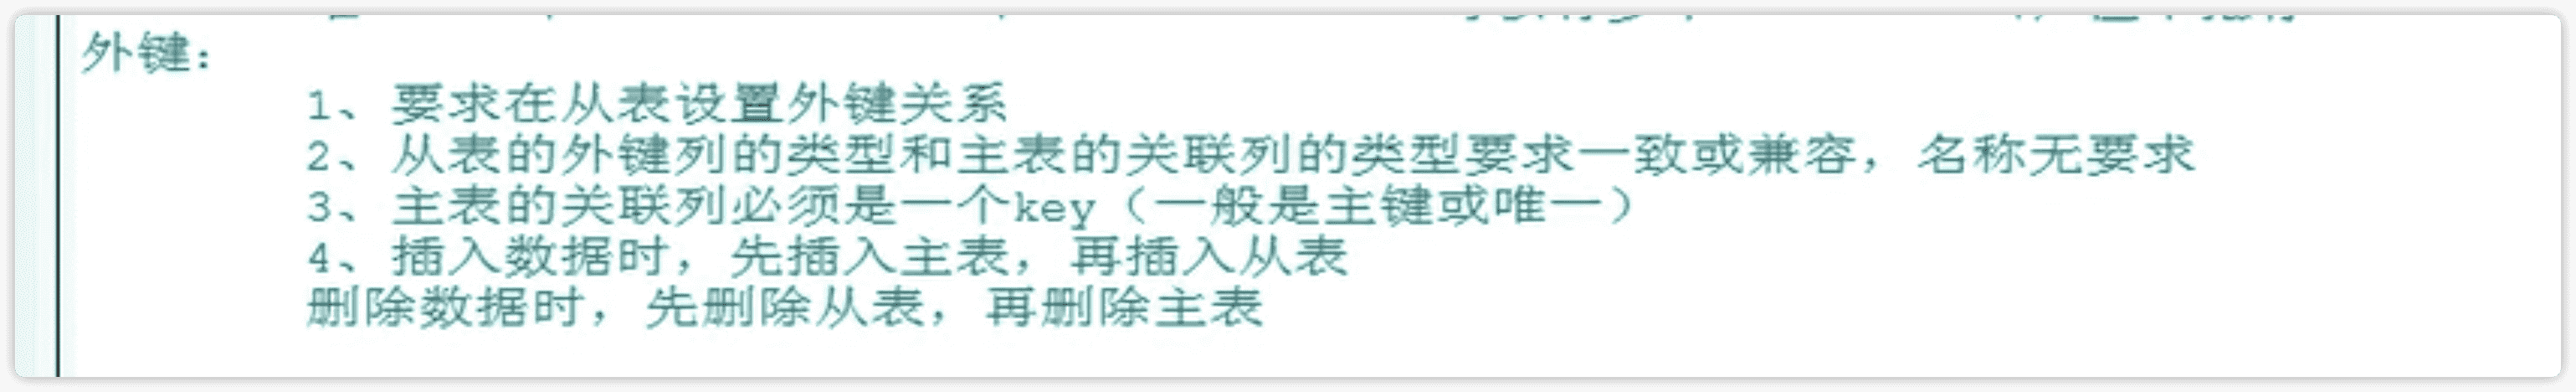 外键：
1、要求在从表设置外键关系
2、从表的外键列的类型和主表的关联列的类型要求一致或兼容，名称无要求
3、主表的关联列必须是一个key（一般是主键或唯一）
4、插入数据时，先插入主表，再插入从表
删除数据时，先删除从表，再删除主表